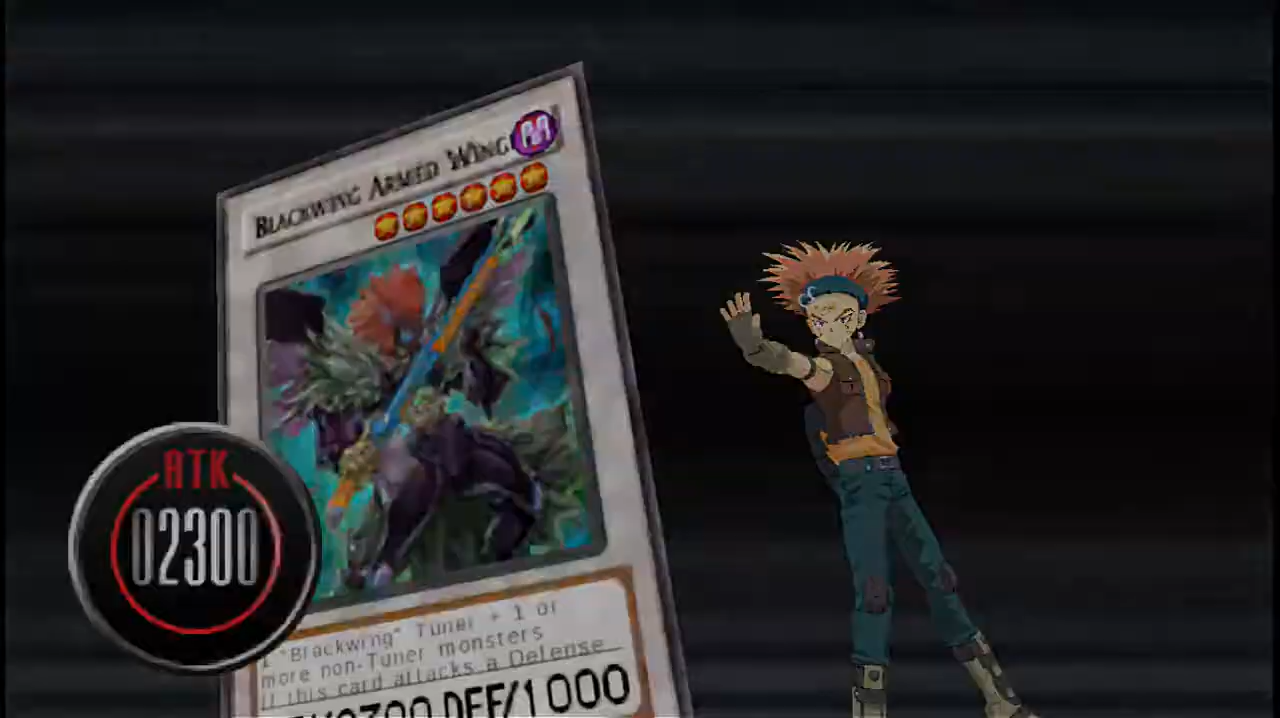 BLACKWING ARMED WING
ATK
02300
1 "Blackwing" Tuner + 1 or
more non-Tuner monsters
If this card attacks a Defense
DEF/1000